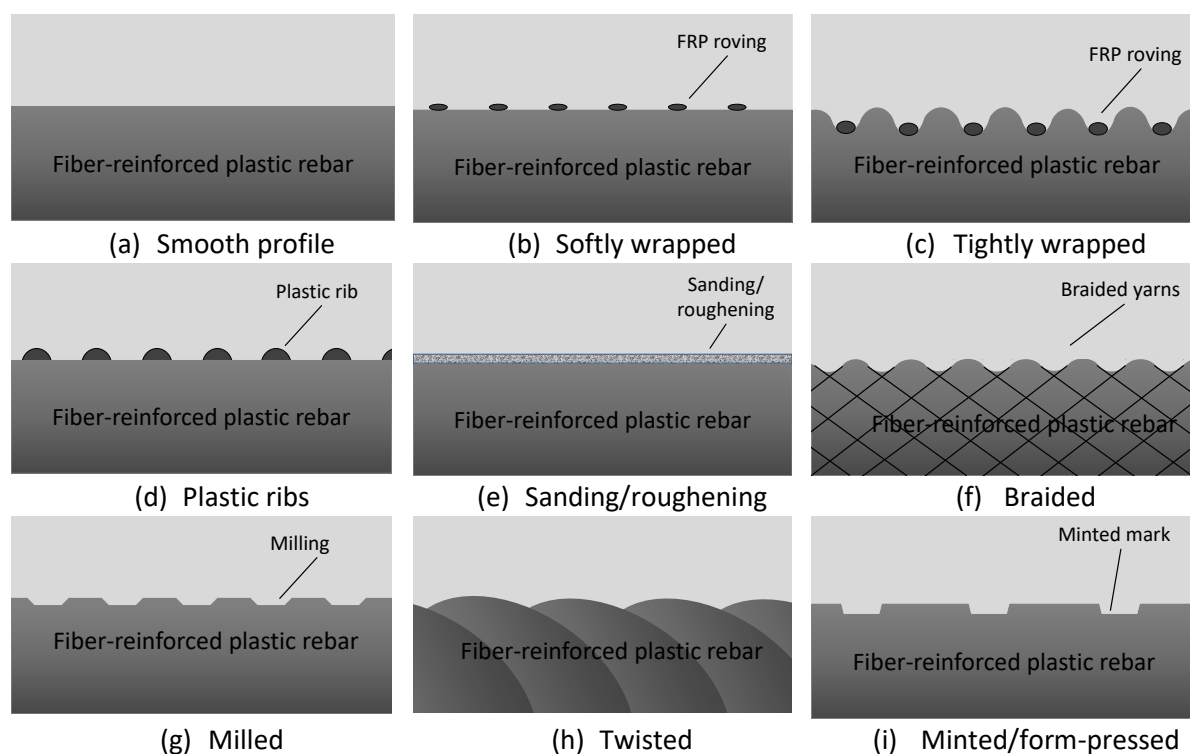 FRP roving
FRP roving
Fiber-reinforced plastic rebar
Fiber-reinforced plastic rebar
Fiber-reinforced plastic rebar
(a) Smooth profile
(b) Softly wrapped
(c) Tightly wrapped
Plastic rib
Sanding/
roughening
Braided yarns
Fiber-reinforced plastic rebar
Fiber-reinforced plastic rebar
Fiber-reinforced plastic rebar
(d) Plastic ribs
(e) Sanding/roughening
(f) Braided
Milling
Minted mark
Fiber-reinforced plastic rebar
Fiber-reinforced plastic rebar
Fiber-reinforced plastic rebar
(g) Milled
(h) Twisted
(i) Minted/form-pressed